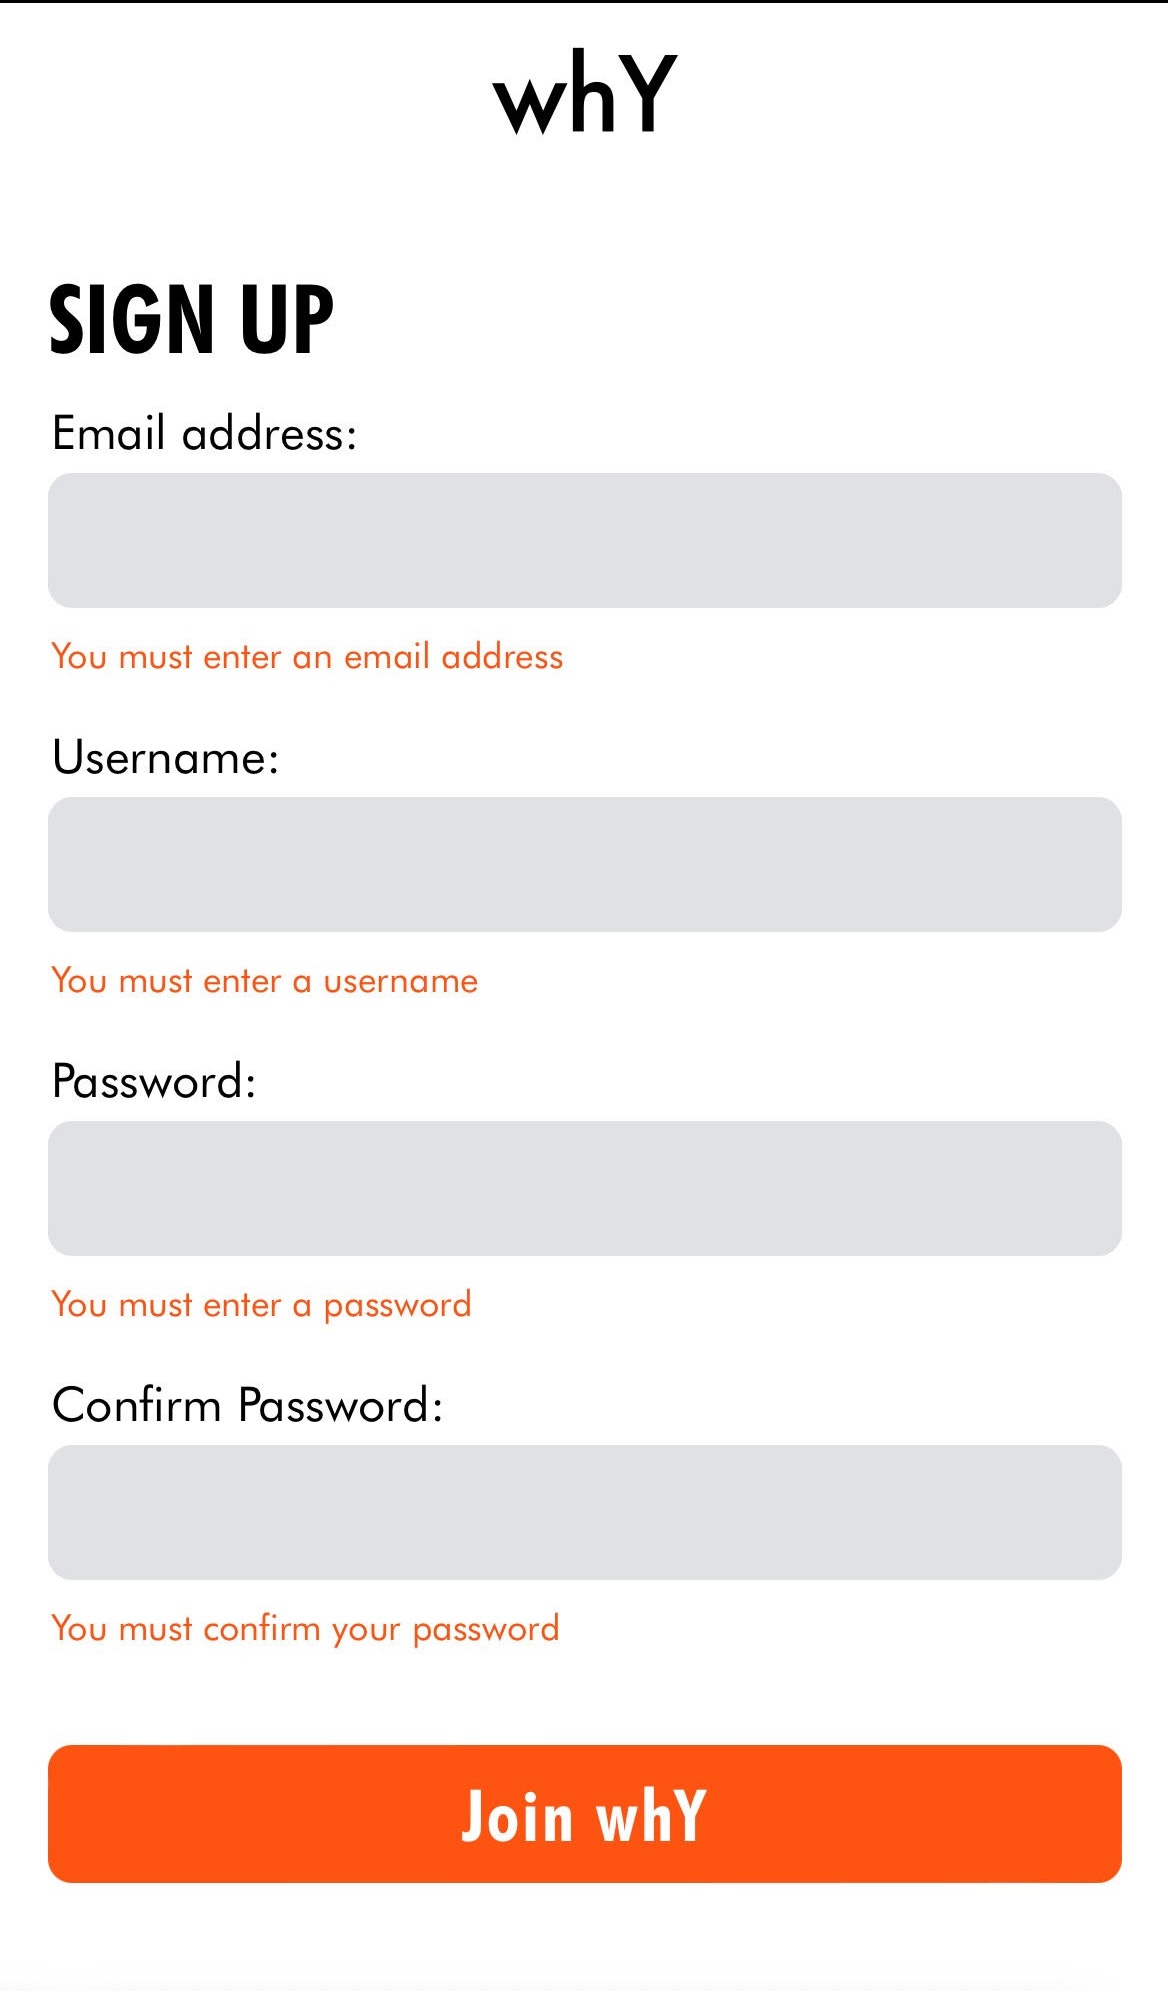 whY
SIGN UP
Email address:
You must enter an email address
Username:
You must enter a username
Password:
You must enter a password
Confirm Password:
You must confirm your password
Join whY